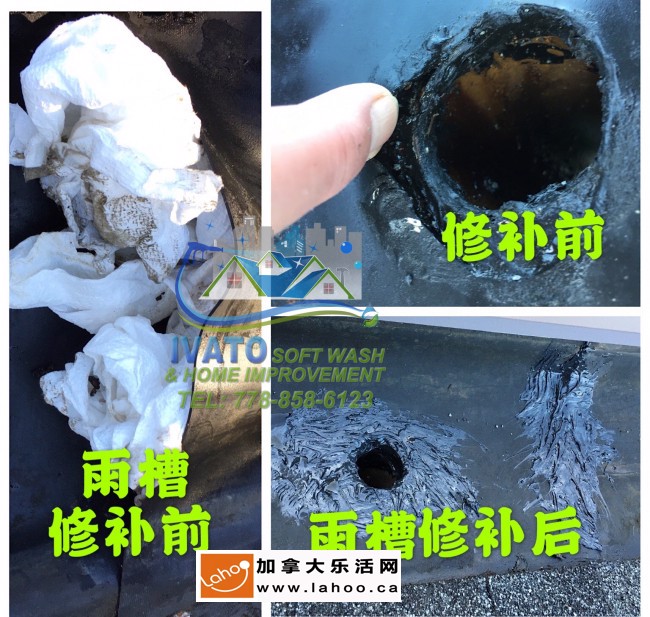 修补前
IVATO SOFT WASH
& HOME IMPROVEMENT
TEL: 778-858-6123
雨槽
修补前
雨槽修补后
Lahoo
加拿大乐活网
www.lahoo.ca